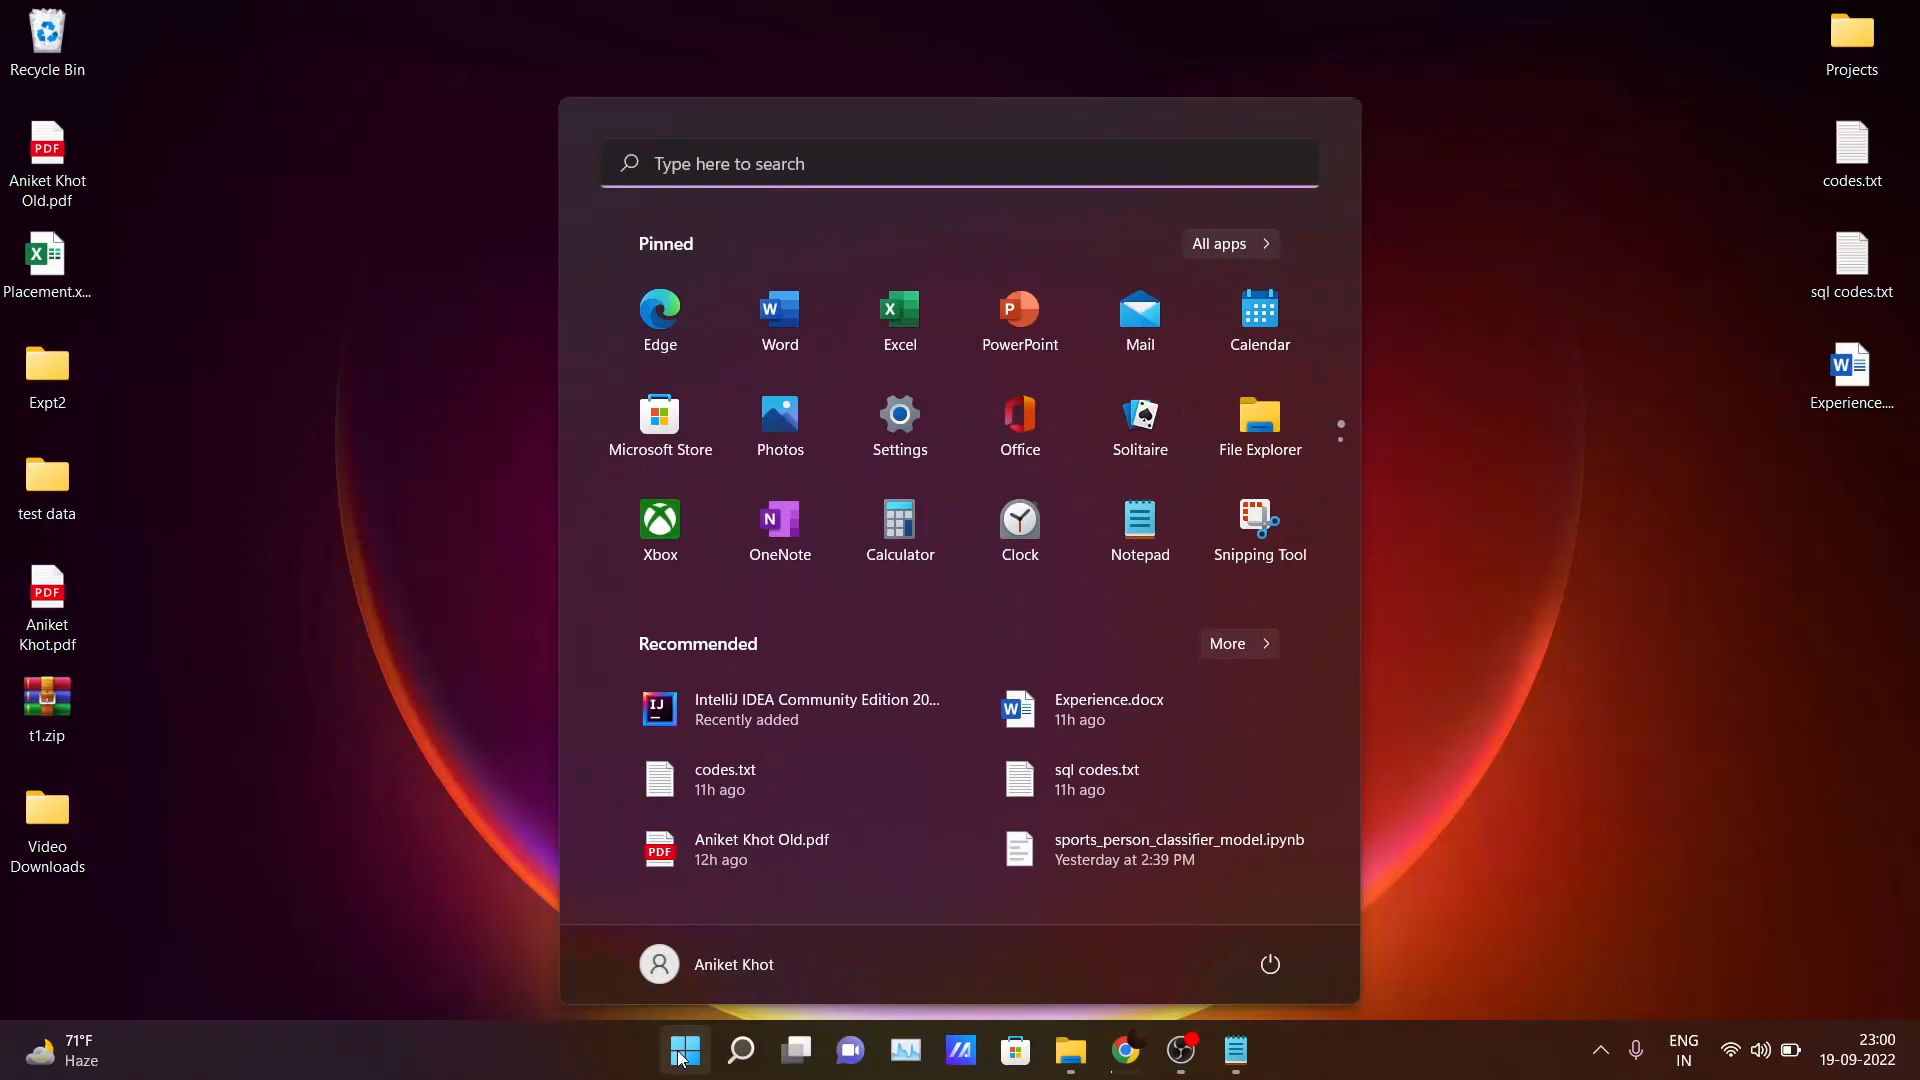 Recycle Bin
Aniket Khot
Old.pdf
Placement.x...
Expt2
test data
Aniket
Khot.pdf
t1.zip
Video
Downloads
Type here to search
Pinned
All apps
Edge
Word
Excel
PowerPoint
Mail
Calendar
Microsoft Store
Photos
Settings
Office
Solitaire
File Explorer
Xbox
OneNote
Calculator
Clock
Notepad
Snipping Tool
Recommended
More
IntelliJ IDEA Community Edition 20...
Recently added
Experience.docx
11h ago
codes.txt
11h ago
sql codes.txt
11h ago
Aniket Khot Old.pdf
12h ago
sports_person_classifier_model.ipynb
Yesterday at 2:39 PM
Aniket Khot
Projects
codes.txt
sql codes.txt
Experience....
71°F
Haze
ENG
IN
23:00
19-09-2022